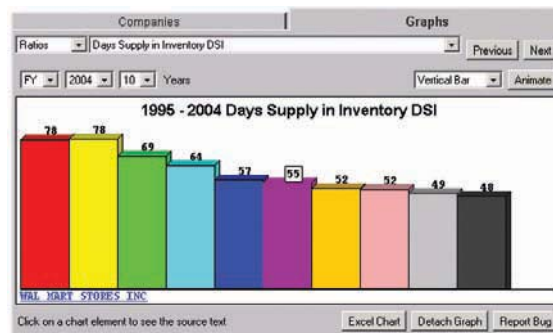 Companies Graphs
Ratios Days Supply in Inventory DSI Previous Next
FY 2004 10 Years Vertical Bar Animate
1995 - 2004 Days Supply in Inventory DSI
78 78 69 64 57 55 52 52 49 48
WAL MART STORES INC
Click on a chart element to see the source text Excel Chart Detach Graph Report Bug